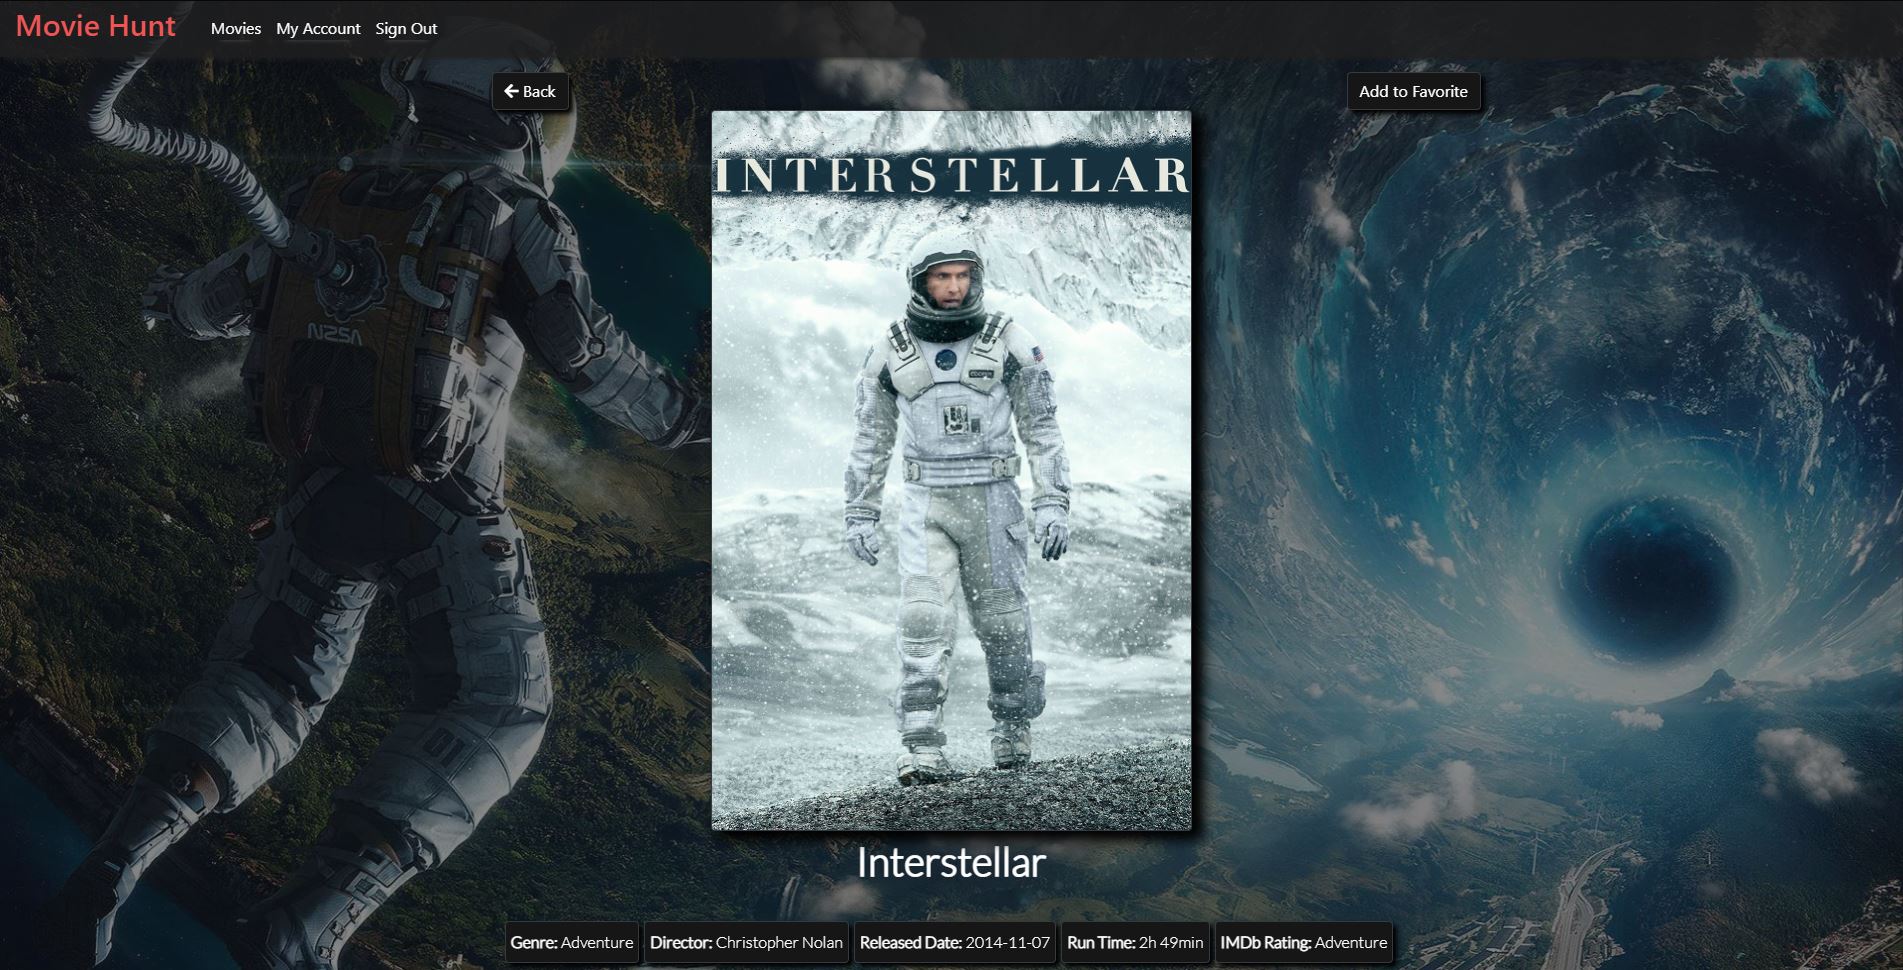 Movie Hunt Movies My Account Sign Out
Back Add to Favorite
INTERSTELLAR
COOPER
Interstellar
Genre: Adventure Director: Christopher Nolan Released Date: 2014-11-07 Run Time: 2h 49min IMDb Rating: Adventure